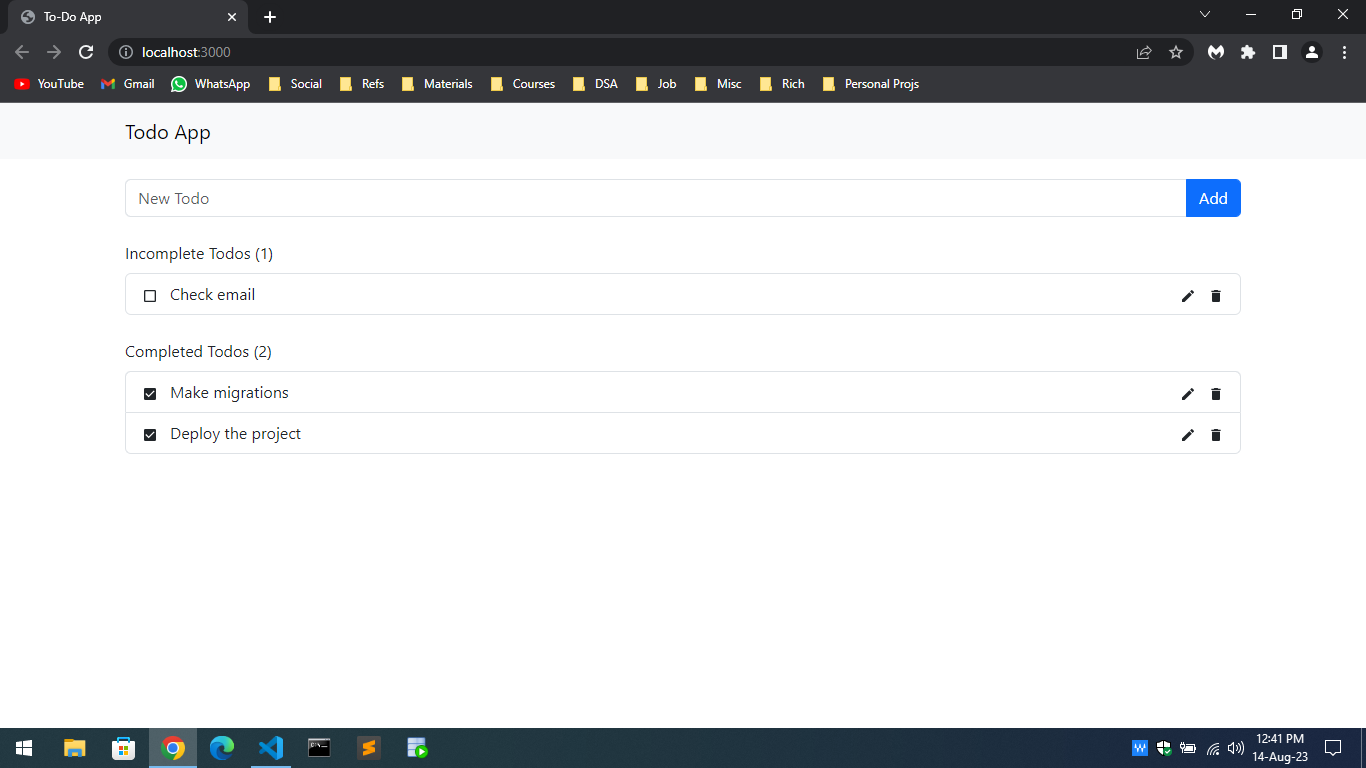 To-Do App
localhost:3000
YouTube Gmail WhatsApp Social Refs Materials Courses DSA Job Misc Rich Personal Projs
Todo App
New Todo Add
Incomplete Todos (1)
Check email
Completed Todos (2)
Make migrations
Deploy the project
12:41 PM
14-Aug-23